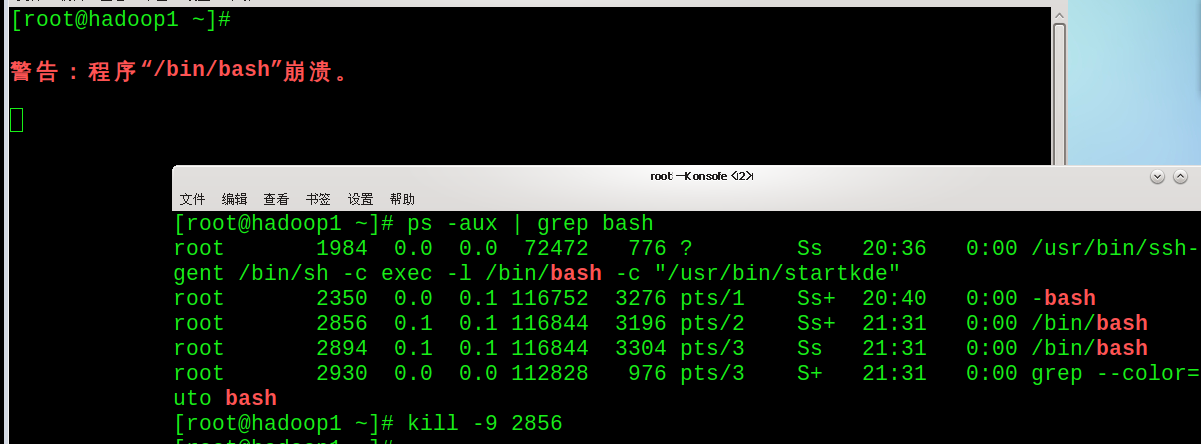 [root@hadoop1 ~]#
警告：程序“/bin/bash”崩溃。
root – Konsole <2>
文件 编辑 查看 书签 设置 帮助
[root@hadoop1 ~]# ps -aux | grep bash
root 1984 0.0 0.0 72472 776 ? Ss 20:36 0:00 /usr/bin/ssh-
gent /bin/sh -c exec -l /bin/bash -c "/usr/bin/startkde"
root 2350 0.0 0.1 116752 3276 pts/1 Ss+ 20:40 0:00 -bash
root 2856 0.1 0.1 116844 3196 pts/2 Ss+ 21:31 0:00 /bin/bash
root 2894 0.1 0.1 116844 3304 pts/3 Ss 21:31 0:00 /bin/bash
root 2930 0.0 0.0 112828 976 pts/3 S+ 21:31 0:00 grep --color=
uto bash
[root@hadoop1 ~]# kill -9 2856